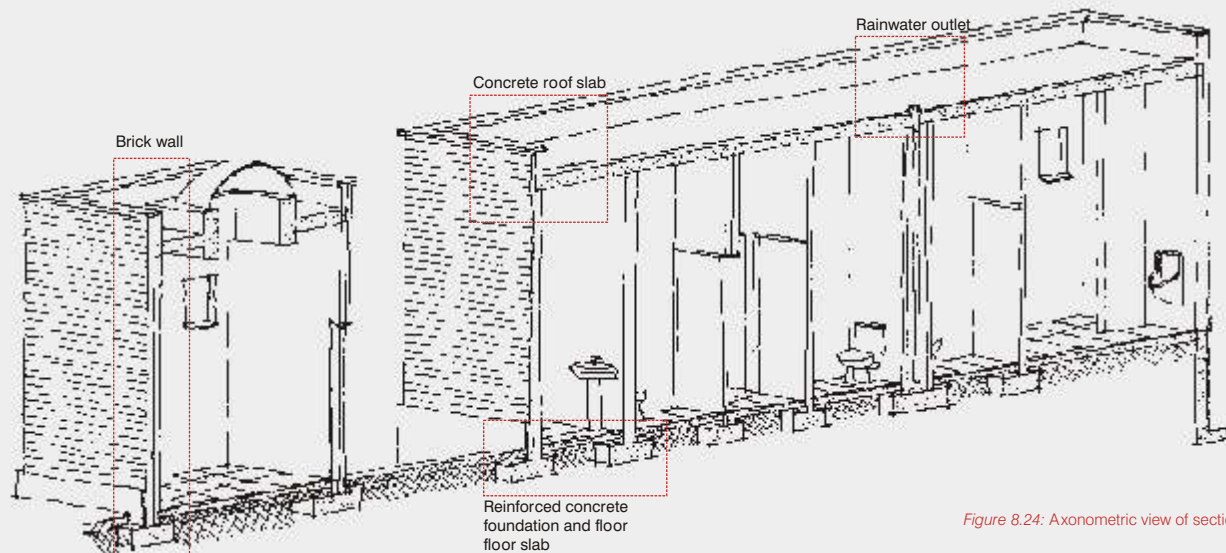 Rainwater outlet
Concrete roof slab
Brick wall
Reinforced concrete
foundation and floor
floor slab
Figure 8.24: Axonometric view of